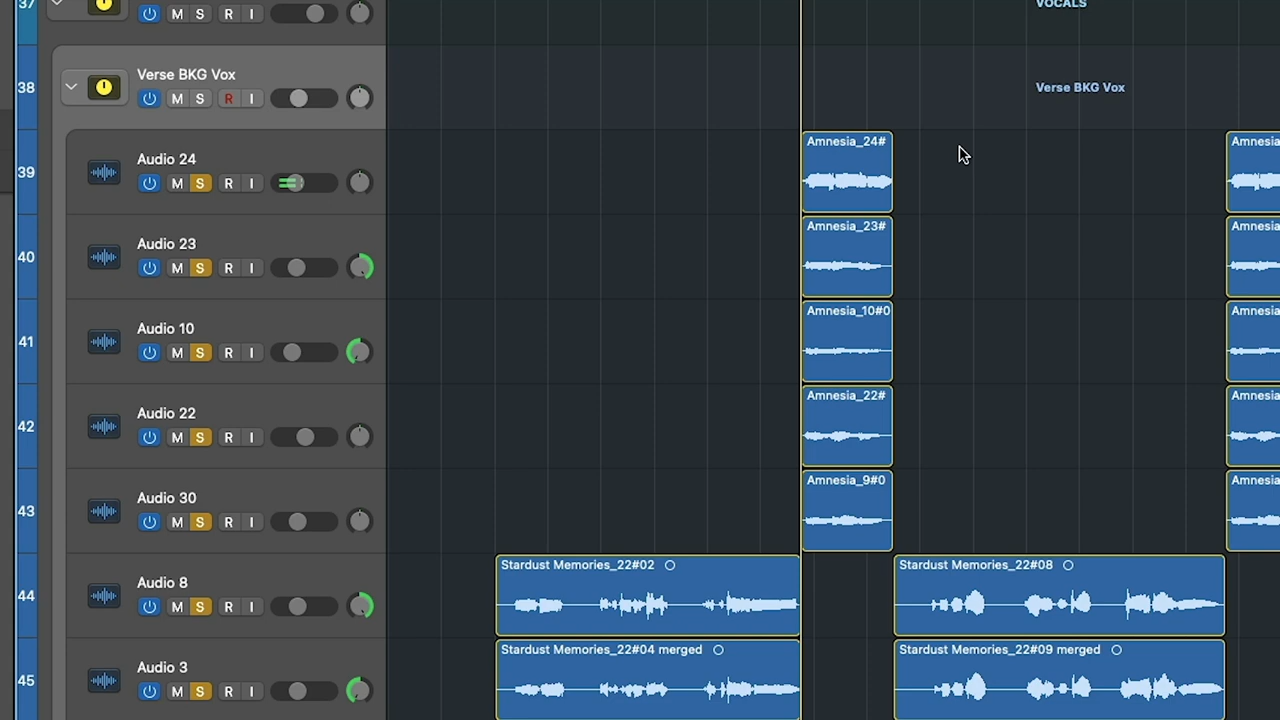 37
M S R I
VOCALS
38
Verse BKG Vox
M S R I
Verse BKG Vox
39
Audio 24
M S R I
Amnesia_24#
Amnesia
40
Audio 23
M S R I
Amnesia_23#
Amnesia
41
Audio 10
M S R I
Amnesia_10#0
Amnesia
42
Audio 22
M S R I
Amnesia_22#
Amnesia
43
Audio 30
M S R I
Amnesia_9#0
Amnesia
44
Audio 8
M S R I
Stardust Memories_22#02
Stardust Memories_22#08
45
Audio 3
M S R I
Stardust Memories_22#04 merged
Stardust Memories_22#09 merged